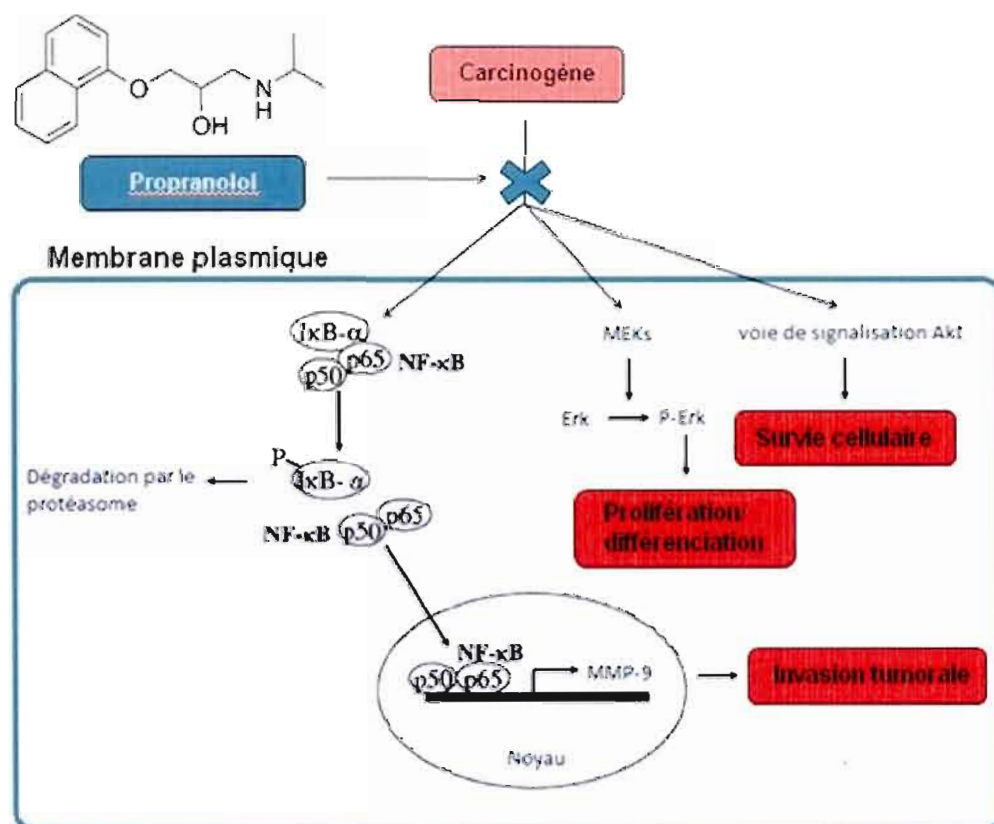 O
N
H
OH
Carcinogène
Propranolol
Membrane plasmique
IκB-α
p50
p65
NF-κB
MEKs
voie de signalisation Akt
Erk
P-Erk
Survie cellulaire
P
IκB-α
Dégradation par le
protéasome
NF-κB
p50
p65
Prolifération/
différenciation
NF-κB
p50
p65
MMP-9
Invasion tumorale
Noyau